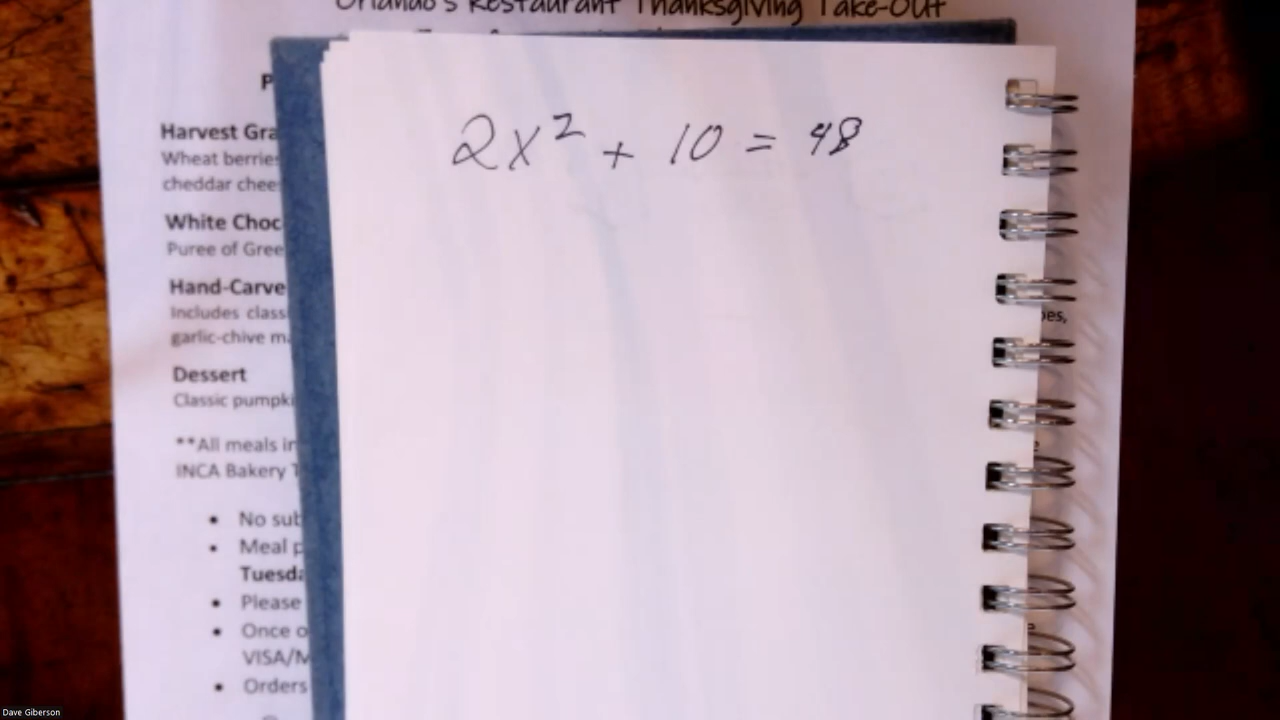 Orlando's Restaurant Thanksgiving Take-Out
2x² + 10 = 48
Harvest Gra
Wheat berries
cheddar chee
White Choc
Puree of Gree
Hand-Carve
Includes class
garlic-chive m
Dessert
Classic pumpki
**All meals in
INCA Bakery T
• No sub
• Meal p
Tuesda
• Please
• Once o
VISA/M
• Orders
Dave Giberson